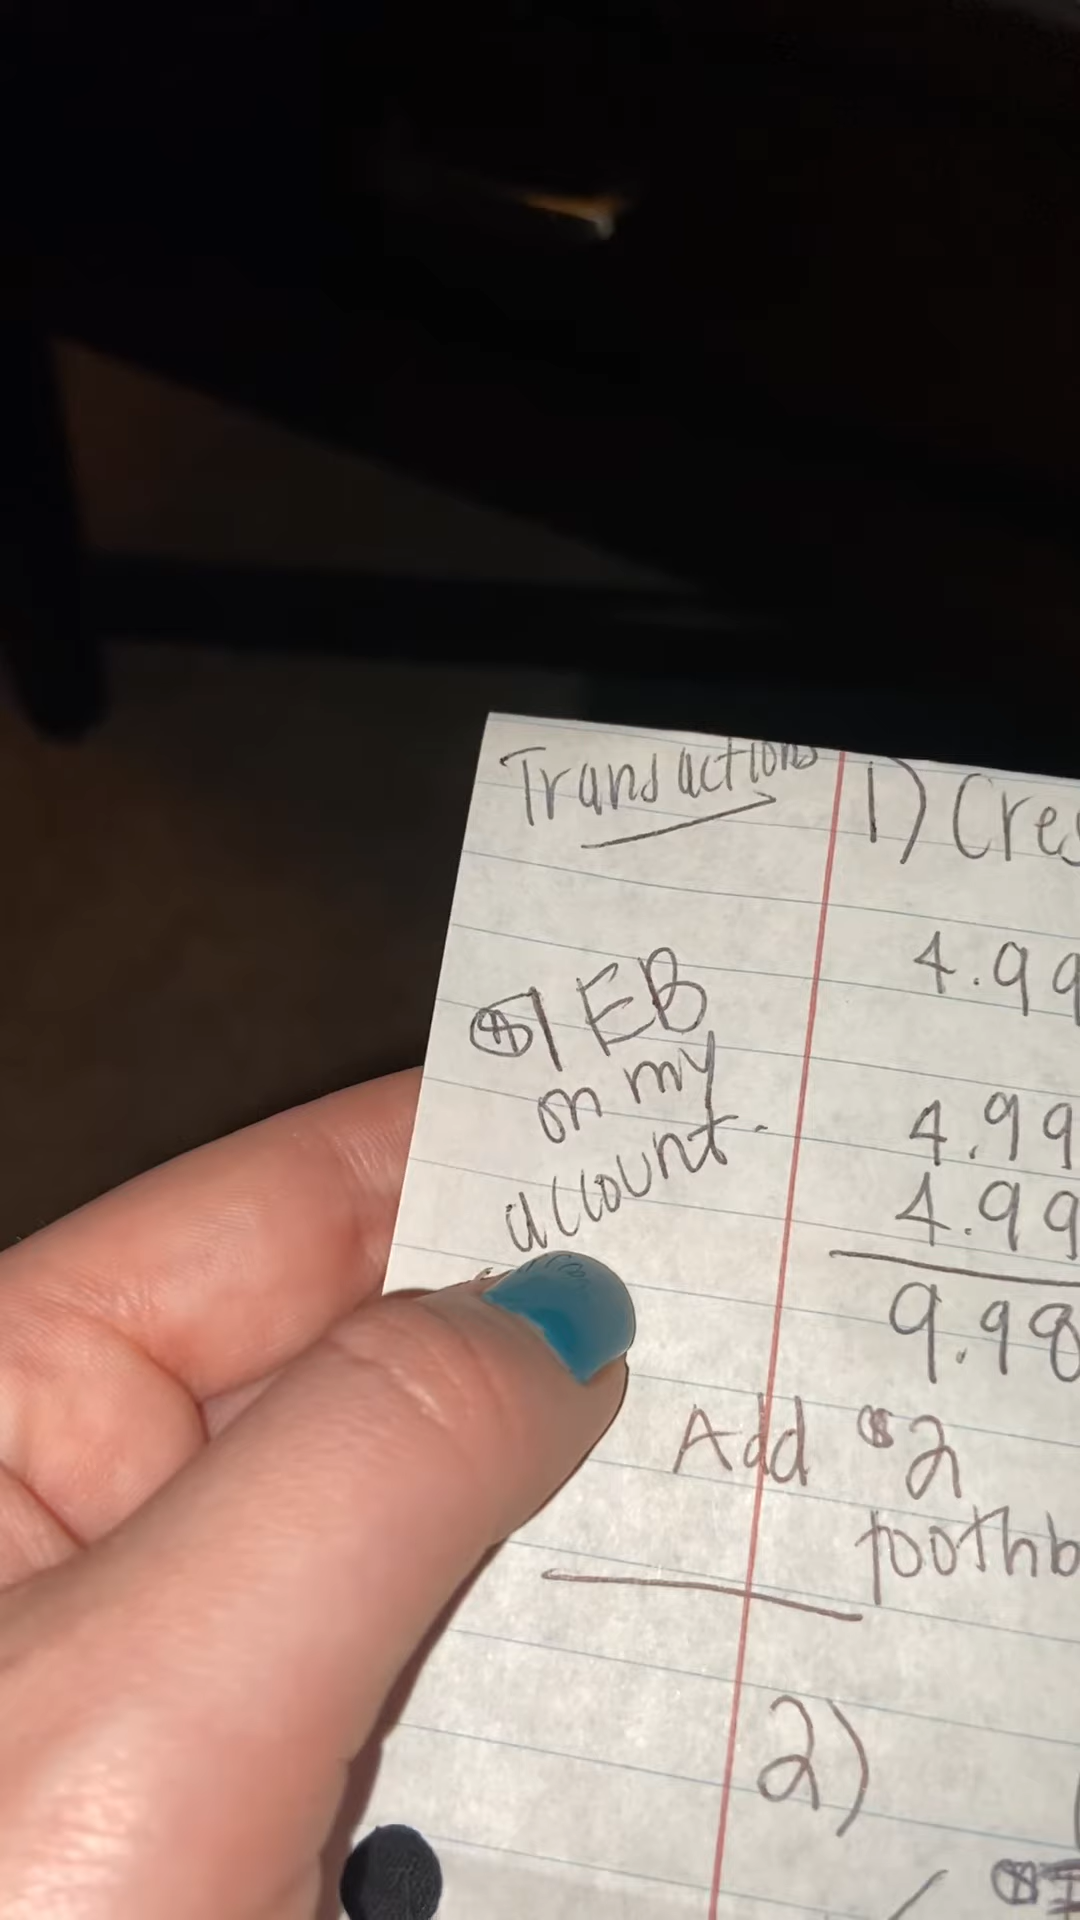 Transactions
1) Cres
4.99
$1 EB
on my
account.
4.99
4.99
9.98
Add $2
toothb
2)